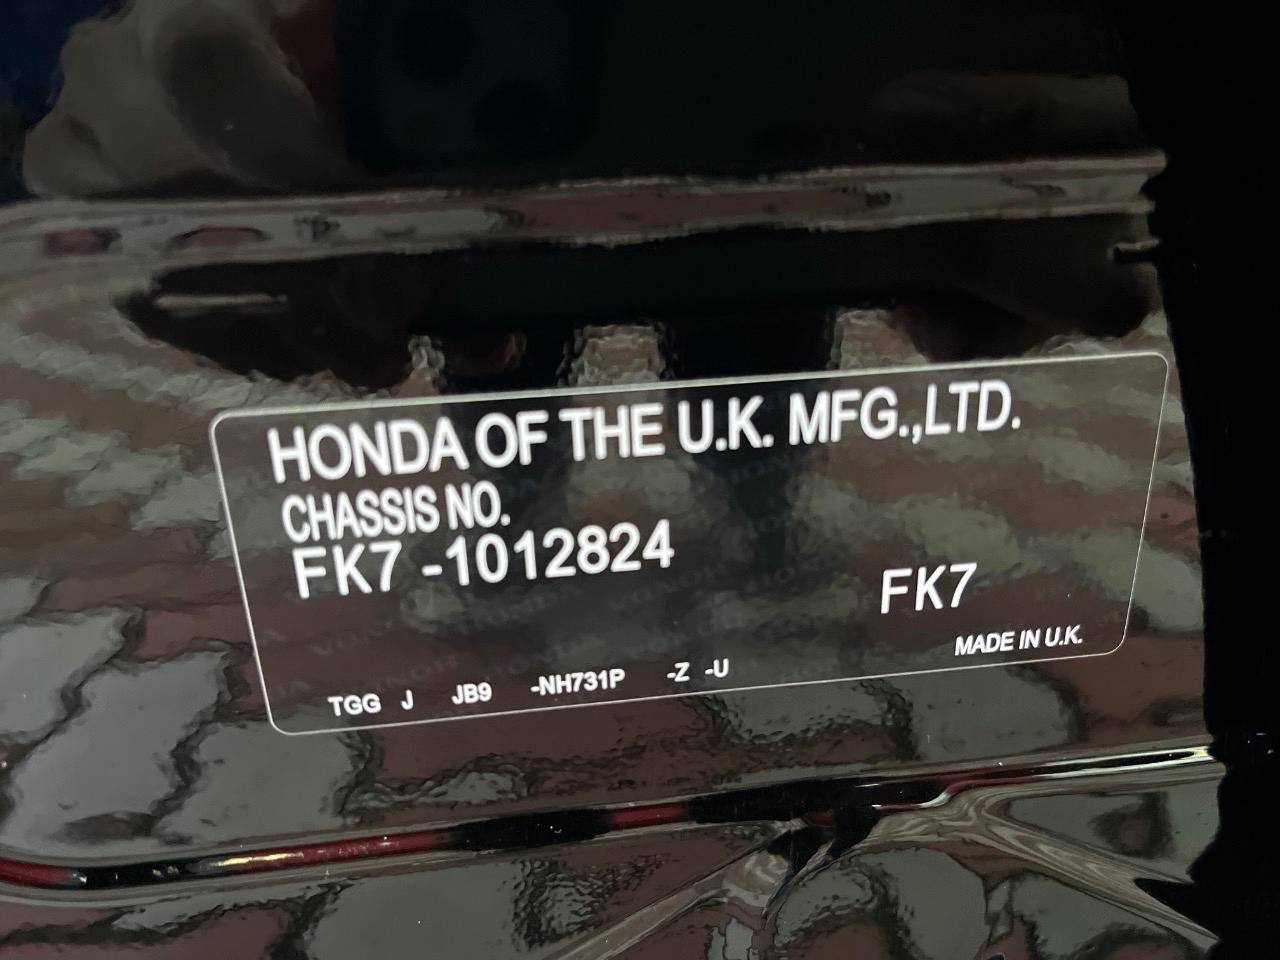 HONDA OF THE U.K. MFG.,LTD.
CHASSIS NO.
FK7 -1012824
FK7
MADE IN U.K.
TGG J JB9 -NH731P -Z -U